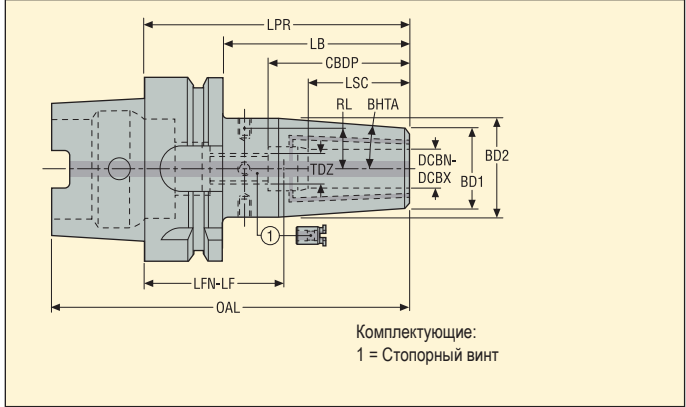 LPR
LB
CBDP
LSC
RL
BHTA
TDZ
DCBN-
DCBX
BD1
BD2
1
LFN-LF
OAL
Комплектующие:
1 = Стопорный винт